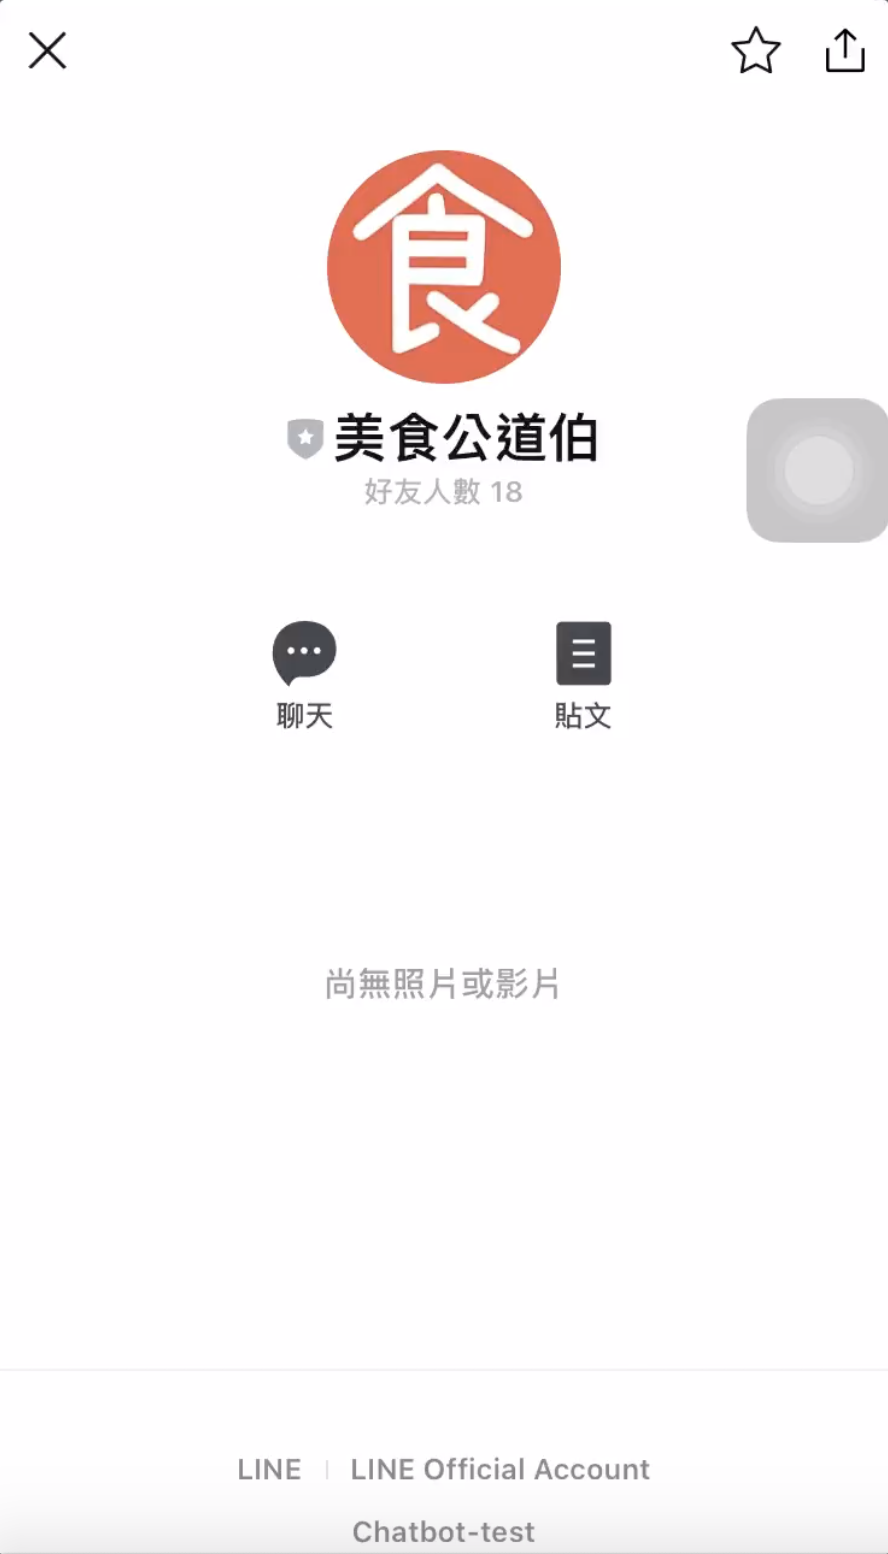 食
美食公道伯
好友人數 18
聊天
貼文
尚無照片或影片
LINE | LINE Official Account
Chatbot-test